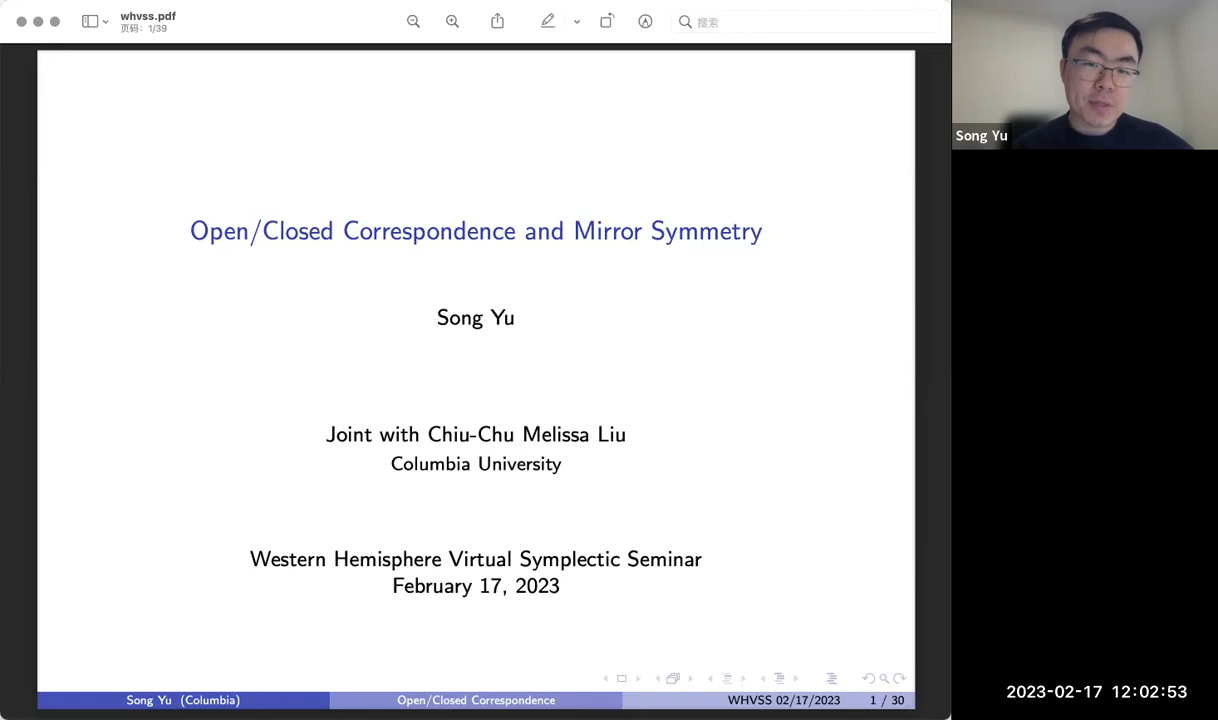 whvss.pdf
页码：1/39
搜索
Open/Closed Correspondence and Mirror Symmetry
Song Yu
Joint with Chiu-Chu Melissa Liu
Columbia University
Western Hemisphere Virtual Symplectic Seminar
February 17, 2023
Song Yu (Columbia)
Open/Closed Correspondence
WHVSS 02/17/2023
1 / 30
Song Yu
2023-02-17 12:02:53